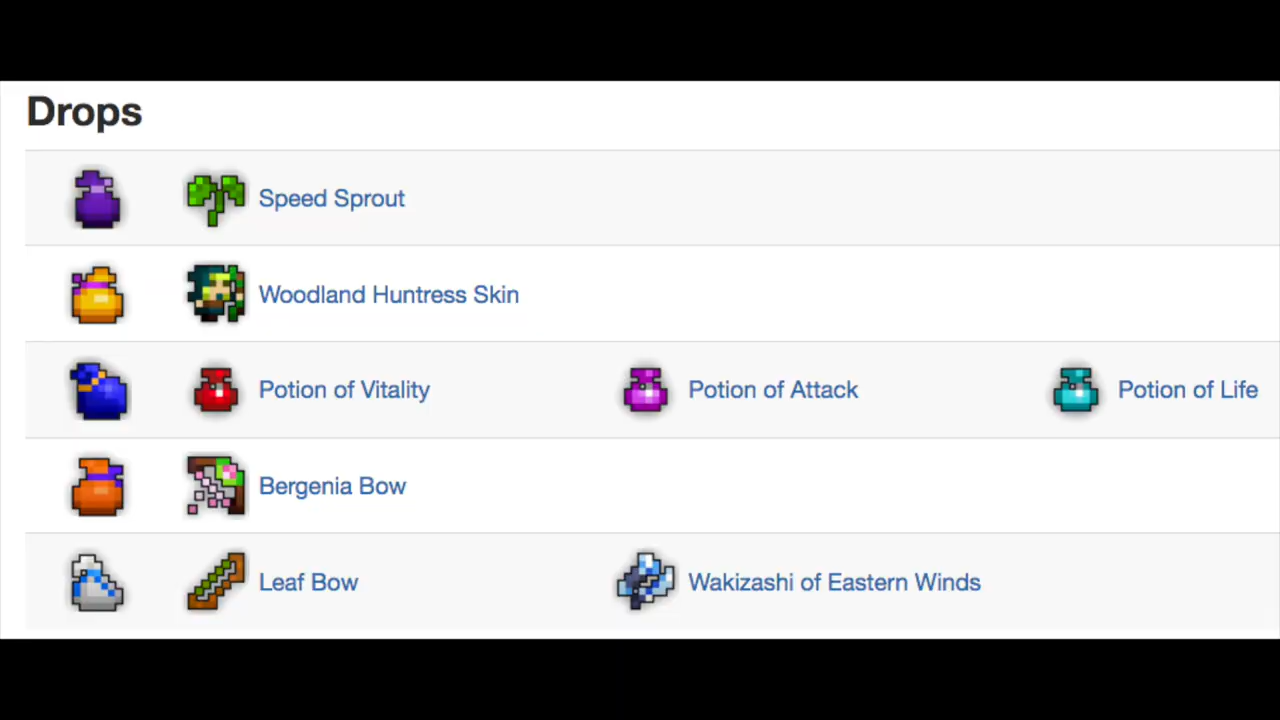 Drops
Speed Sprout
Woodland Huntress Skin
Potion of Vitality Potion of Attack Potion of Life
Bergenia Bow
Leaf Bow Wakizashi of Eastern Winds